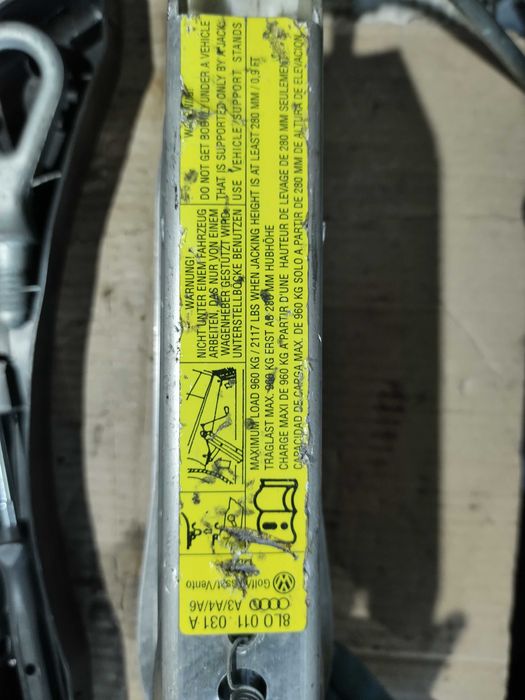 WARNUNG!
NICHT UNTER EINEM FAHRZEUG
ARBEITEN, DAS NUR VON EINEM
WAGENHEBER GESTÜTZT WIRD
UNTERSTELLBÖCKE BENUTZEN
DO NOT GET BODILY UNDER A VEHICLE
THAT IS SUPPORTED ONLY BY A JACK
USE VEHICLE SUPPORT STANDS
MAXIMUM LOAD 960 KG / 2117 LBS WHEN JACKING HEIGHT IS AT LEAST 280 MM / 0,9 FT
TRAGLAST MAX. 960 KG ERST AB 280 MM HUBHÖHE
CHARGE MAXI DE 960 KG A PARTIR D'UNE HAUTEUR DE LEVAGE DE 280 MM SEULEMENT
CAPACIDAD DE CARGA MAX. DE 960 KG SOLO A PARTIR DE 280 MM DE ALTURA DE ELEVACION
Golf/Passat/Vento
A3/A4/A6
8L0 011 031 A